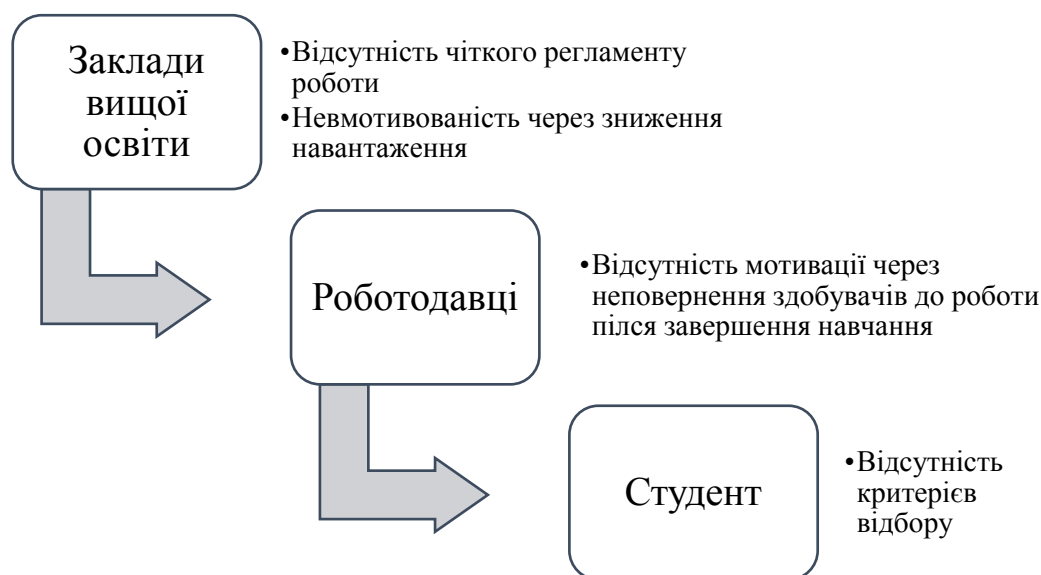 Заклади
вищої
освіти
•Відсутність чіткого регламенту
роботи
•Невмотивованість через зниження
навантаження
Роботодавці
•Відсутність мотивації через
неповернення здобувачів до роботи
пілся завершення навчання
Студент
•Відсутність
критерієв
відбору